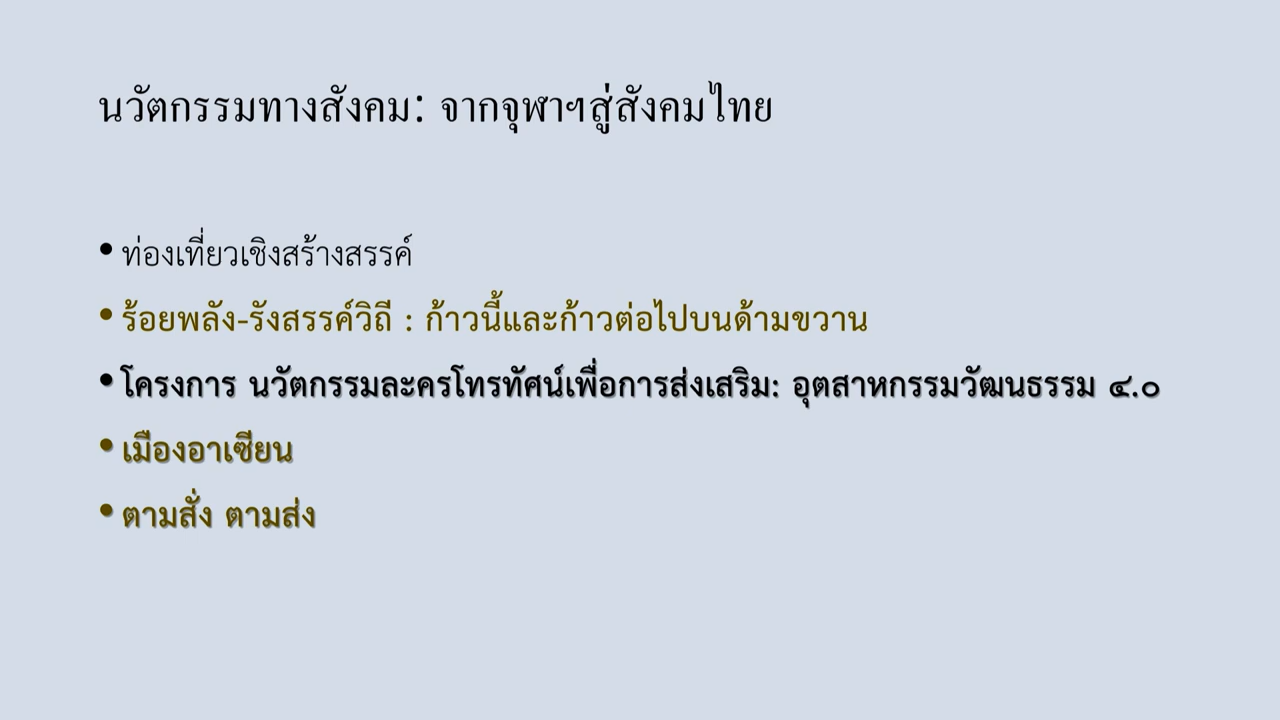 นวัตกรรมทางสังคม: จากจุฬาฯสู่สังคมไทย
• ท่องเที่ยวเชิงสร้างสรรค์
• ร้อยพลัง-รังสรรค์วิถี : ก้าวนี้และก้าวต่อไปบนด้ามขวาน
• โครงการ นวัตกรรมละครโทรทัศน์เพื่อการส่งเสริม: อุตสาหกรรมวัฒนธรรม ๔.๐
• เมืองอาเซียน
• ตามสั่ง ตามส่ง